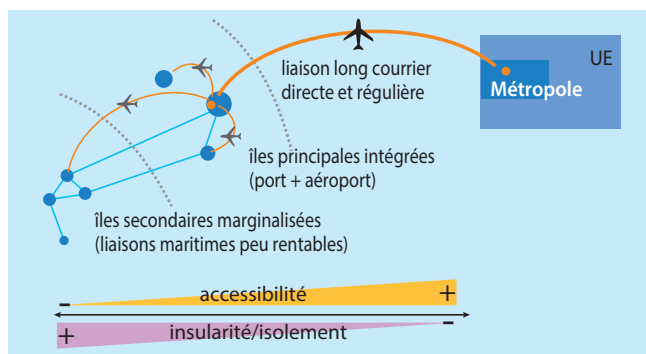 UE
Métropole
liaison long courrier
directe et régulière
îles principales intégrées
(port + aéroport)
îles secondaires marginalisées
(liaisons maritimes peu rentables)
- accessibilité +
+ insularité/isolement -